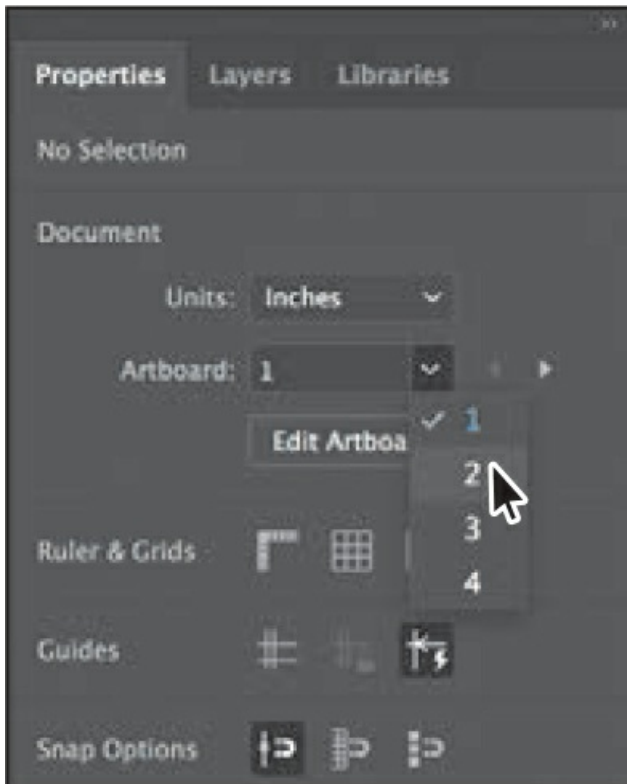 Properties Layers Libraries
No Selection
Document
Units: Inches
Artboard: 1
1
Edit Artboa
2
3
Ruler & Grids
4
Guides
Snap Options